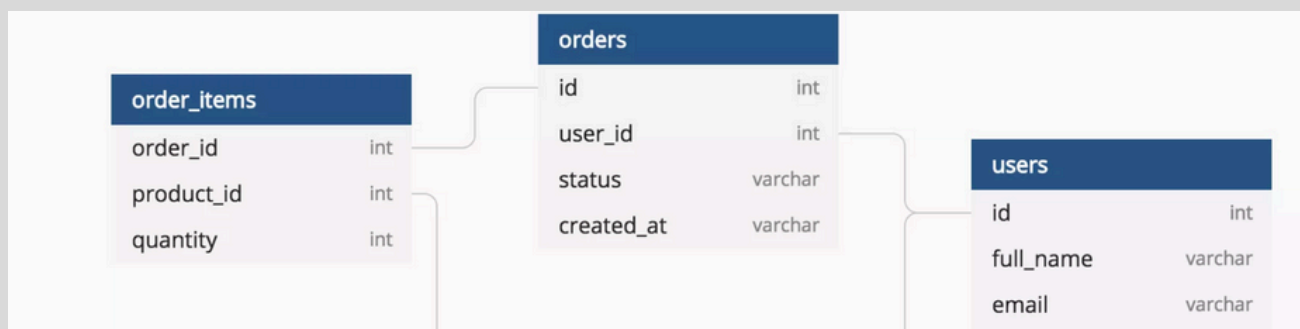 order_items
order_id int
product_id int
quantity int
orders
id int
user_id int
status varchar
created_at varchar
users
id int
full_name varchar
email varchar